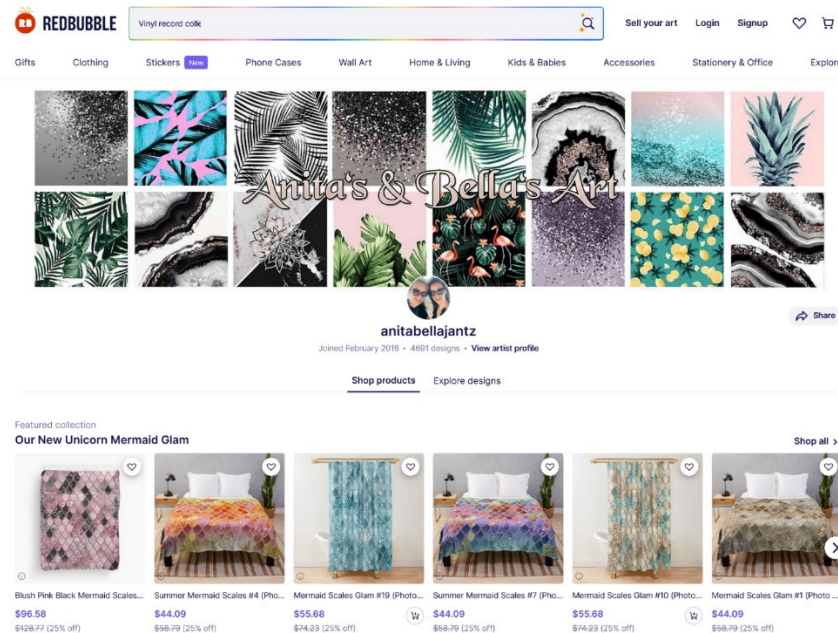 RB REDBUBBLE
Vinyl record colle
Sell your art
Login
Signup
Gifts
Clothing
Stickers New
Phone Cases
Wall Art
Home & Living
Kids & Babies
Accessories
Stationery & Office
Explor
Anita's & Bella's Art
Share
anitabellajantz
Joined February 2016 • 4691 designs • View artist profile
Shop products
Explore designs
Featured collection
Our New Unicorn Mermaid Glam
Shop all
Blush Pink Black Mermaid Scales...
$96.58
$128.77 (25% off)
Summer Mermaid Scales #4 (Pho...
$44.09
$58.79 (25% off)
Mermaid Scales Glam #19 (Photo...
$55.68
$74.23 (25% off)
Summer Mermaid Scales #7 (Pho...
$44.09
$58.79 (25% off)
Mermaid Scales Glam #10 (Photo...
$55.68
$74.23 (25% off)
Mermaid Scales Glam #1 (Photo ...
$44.09
$58.79 (25% off)